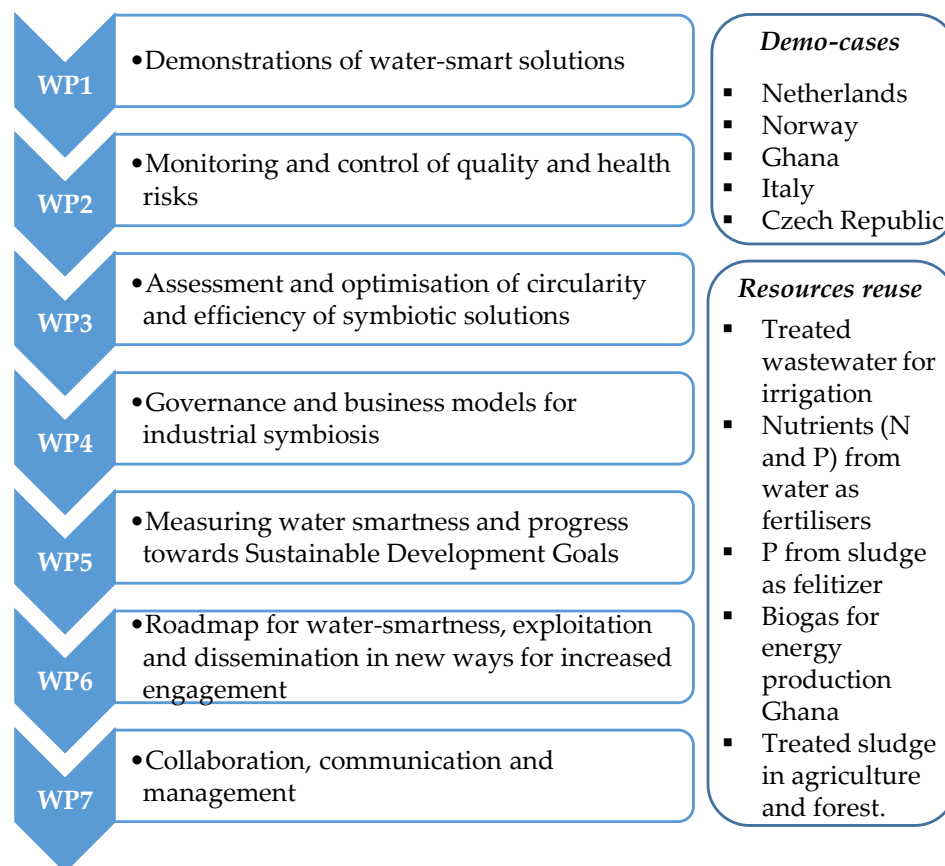 WP1
•Demonstrations of water-smart solutions
WP2
•Monitoring and control of quality and health
risks
WP3
•Assessment and optimisation of circularity
and efficiency of symbiotic solutions
WP4
•Governance and business models for
industrial symbiosis
WP5
•Measuring water smartness and progress
towards Sustainable Development Goals
WP6
•Roadmap for water-smartness, exploitation
and dissemination in new ways for increased
engagement
WP7
•Collaboration, communication and
management
Demo-cases
▪ Netherlands
▪ Norway
▪ Ghana
▪ Italy
▪ Czech Republic
Resources reuse
▪ Treated
wastewater for
irrigation
▪ Nutrients (N
and P) from
water as
fertilisers
▪ P from sludge
as felitizer
▪ Biogas for
energy
production
Ghana
▪ Treated sludge
in agriculture
and forest.